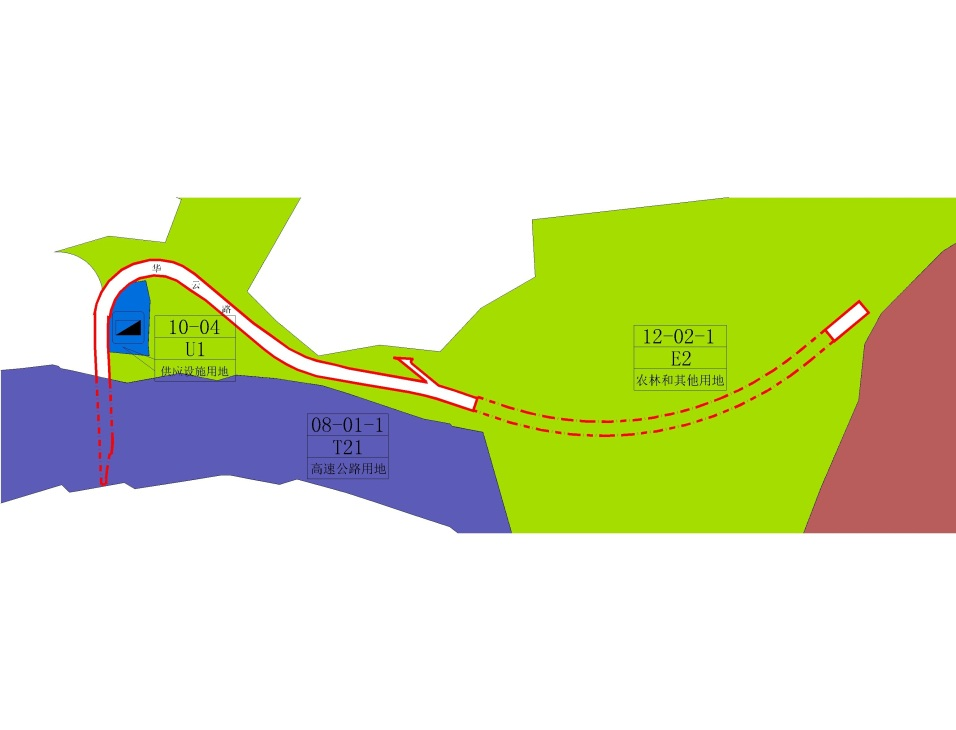 华
云
路
10-04
U1
供应设施用地
12-02-1
E2
农林和其他用地
08-01-1
T21
高速公路用地